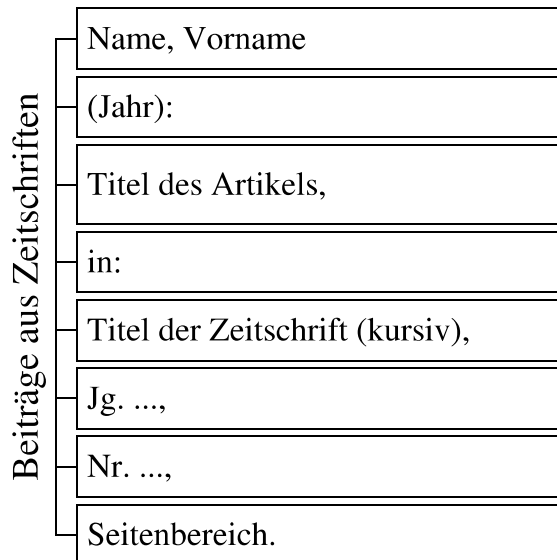 Beiträge aus Zeitschriften
Name, Vorname
(Jahr):
Titel des Artikels,
in:
Titel der Zeitschrift (kursiv),
Jg. ...,
Nr. ...,
Seitenbereich.